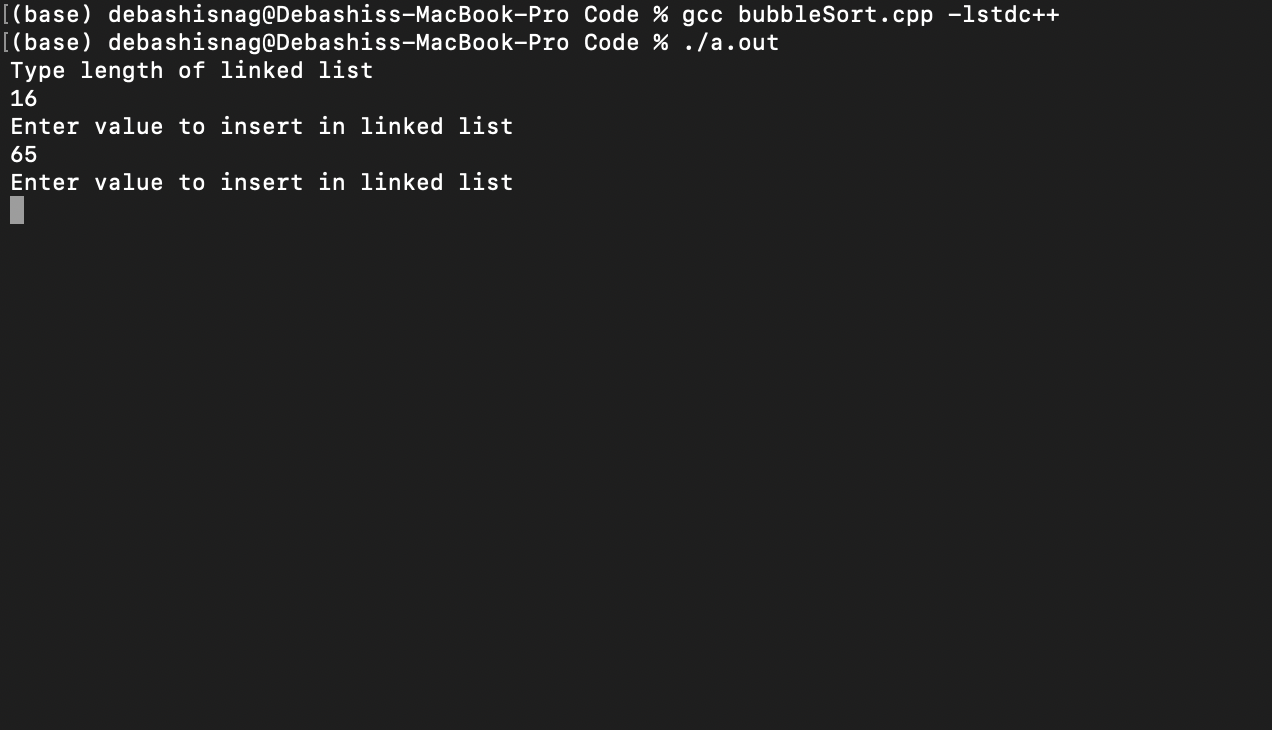 [(base) debashisnag@Debashiss-MacBook-Pro Code % gcc bubbleSort.cpp -lstdc++
[(base) debashisnag@Debashiss-MacBook-Pro Code % ./a.out
Type length of linked list
16
Enter value to insert in linked list
65
Enter value to insert in linked list